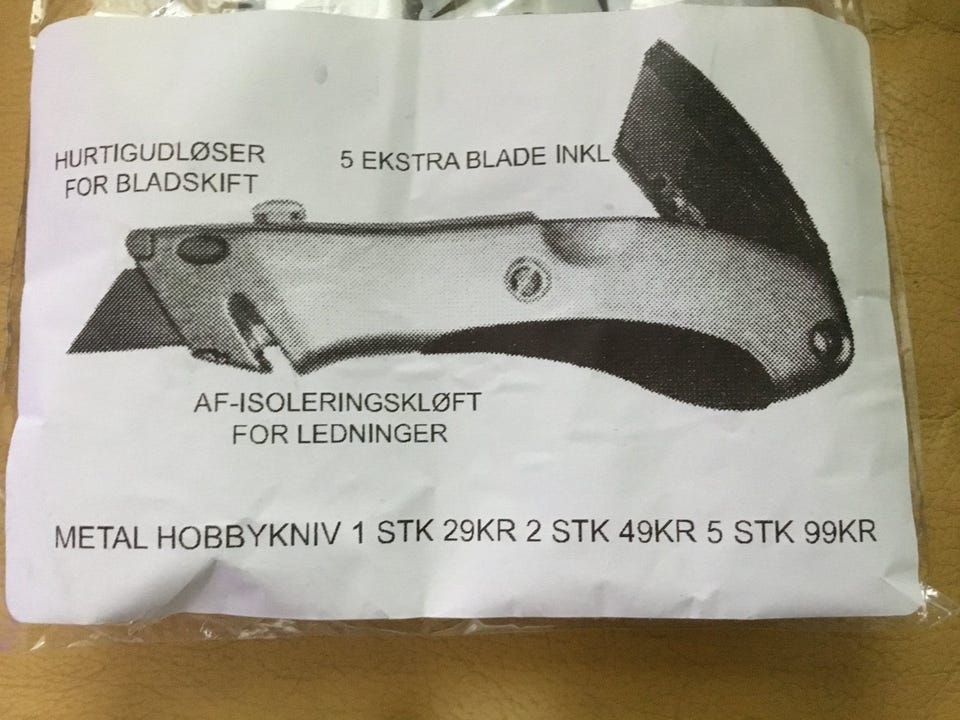 HURTIGUDLØSER
FOR BLADSKIFT
5 EKSTRA BLADE INKL
AF-ISOLERINGSKLØFT
FOR LEDNINGER
METAL HOBBYKNIV 1 STK 29KR 2 STK 49KR 5 STK 99KR